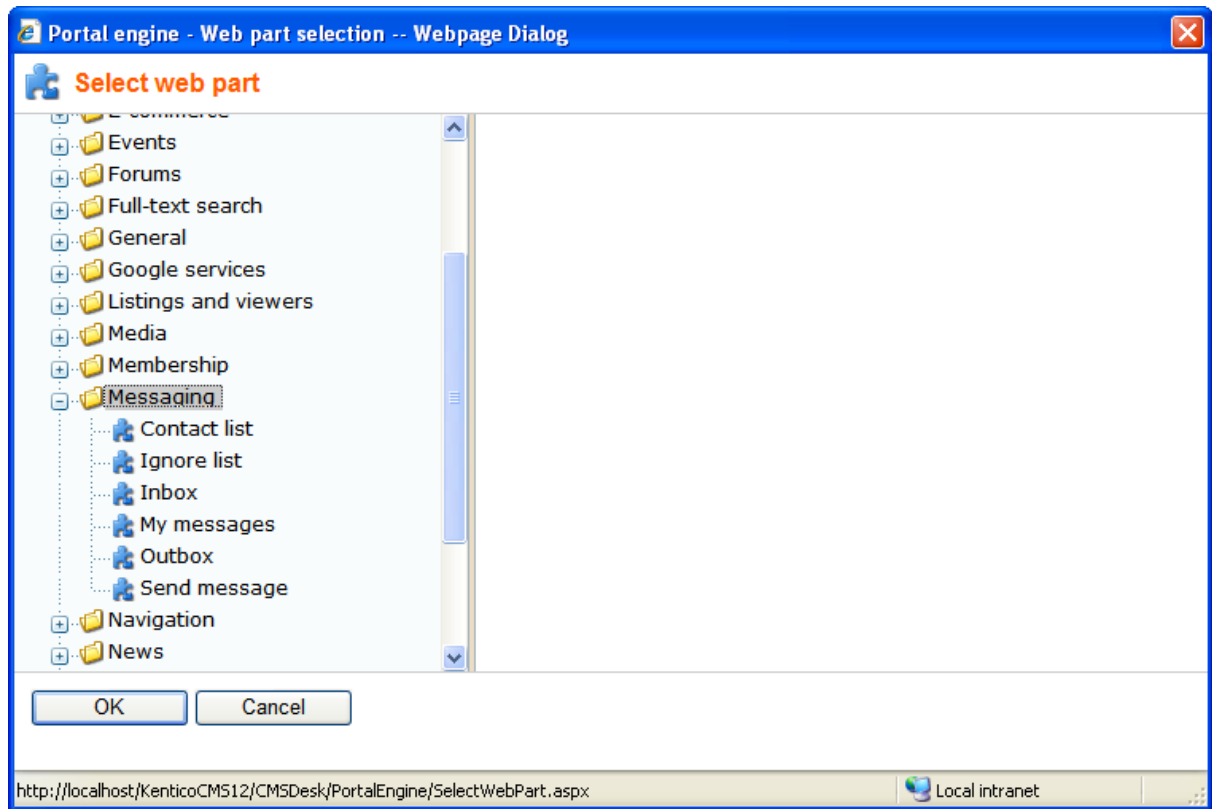 Portal engine - Web part selection -- Webpage Dialog
Select web part
E-commerce
Events
Forums
Full-text search
General
Google services
Listings and viewers
Media
Membership
Messaging
Contact list
Ignore list
Inbox
My messages
Outbox
Send message
Navigation
News
OK Cancel
http://localhost/KenticoCMS12/CMSDesk/PortalEngine/SelectWebPart.aspx Local intranet